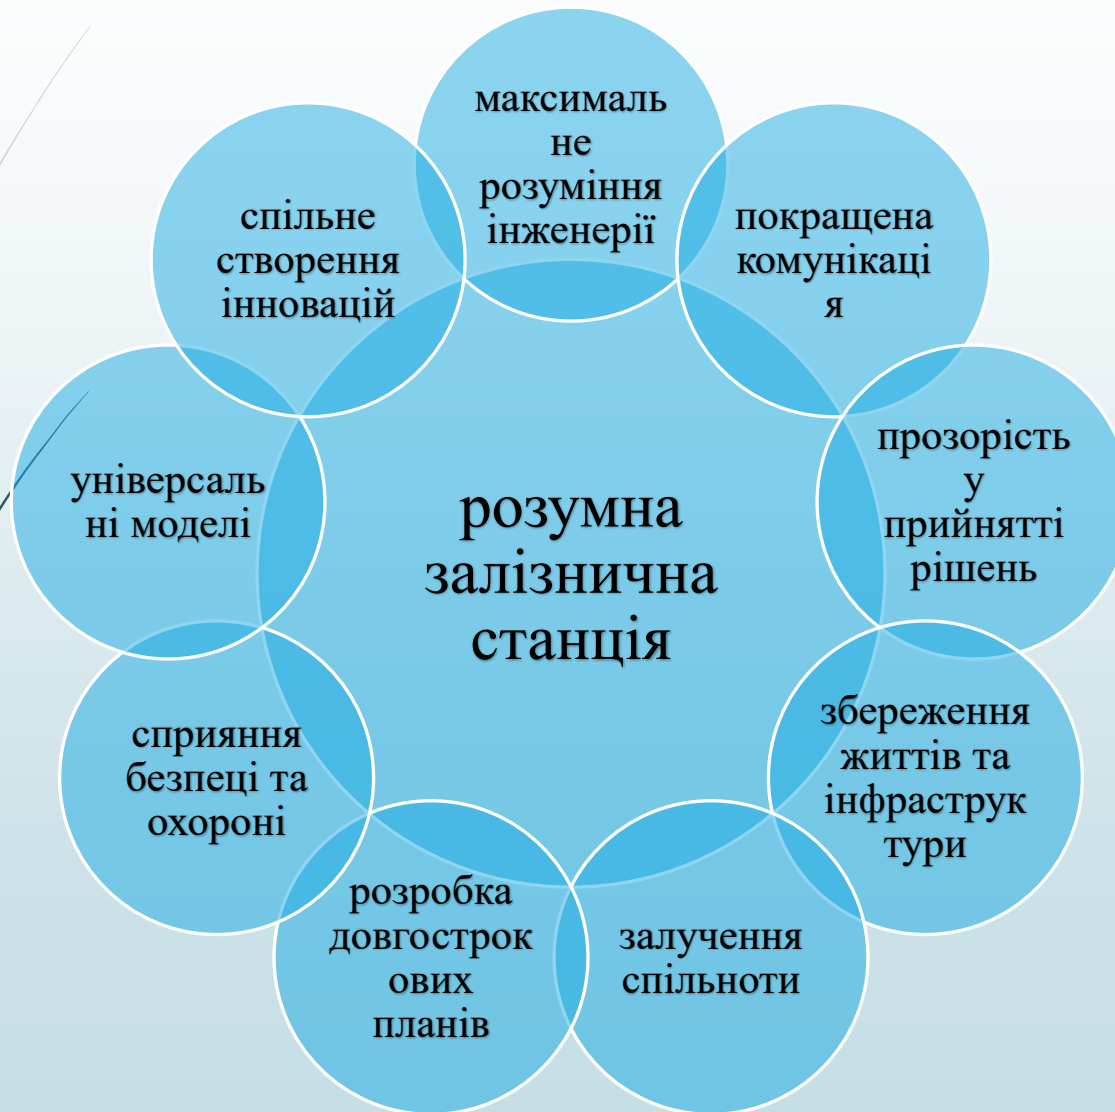 максималь
не
розуміння
інженерії
покращена
комунікаці
я
прозорість
у
прийнятті
рішень
збереження
життів та
інфраструк
тури
залучення
спільноти
розробка
довгострок
ових
планів
сприяння
безпеці та
охороні
універсаль
ні моделі
спільне
створення
інновацій
розумна
залізнична
станція